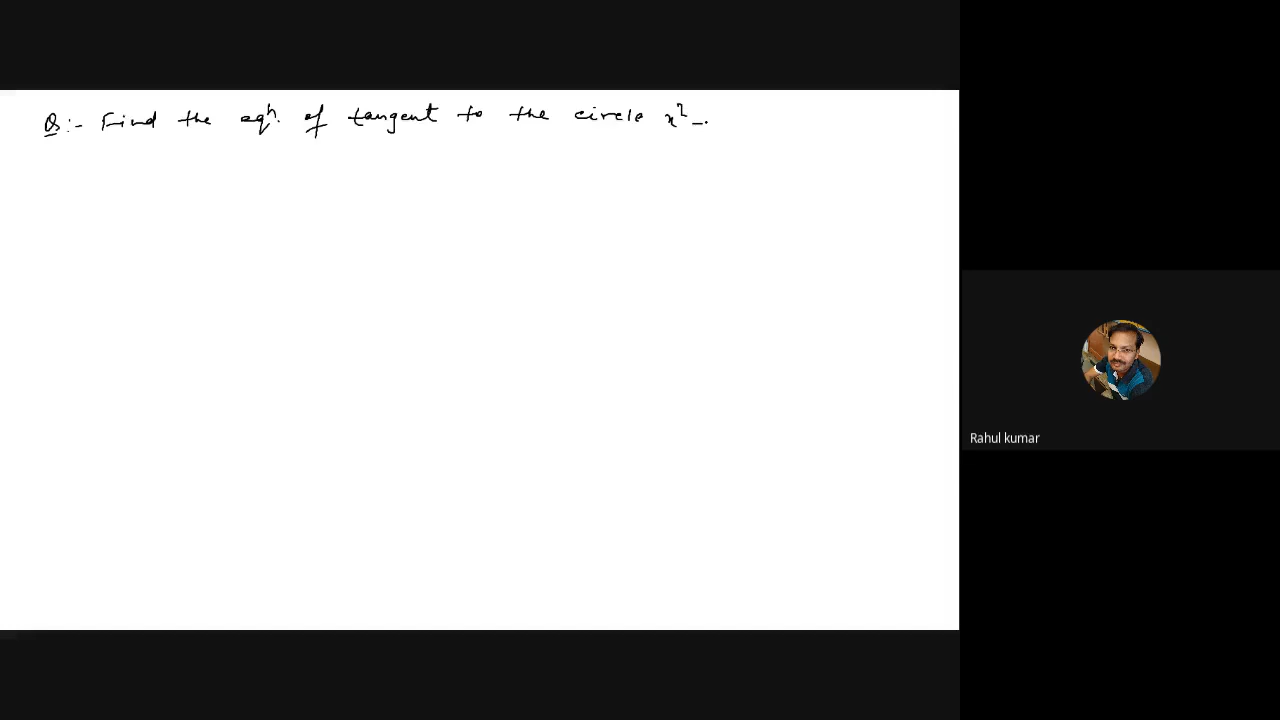 Q:- Find the eqn. of tangent to the circle x² -.
Rahul kumar